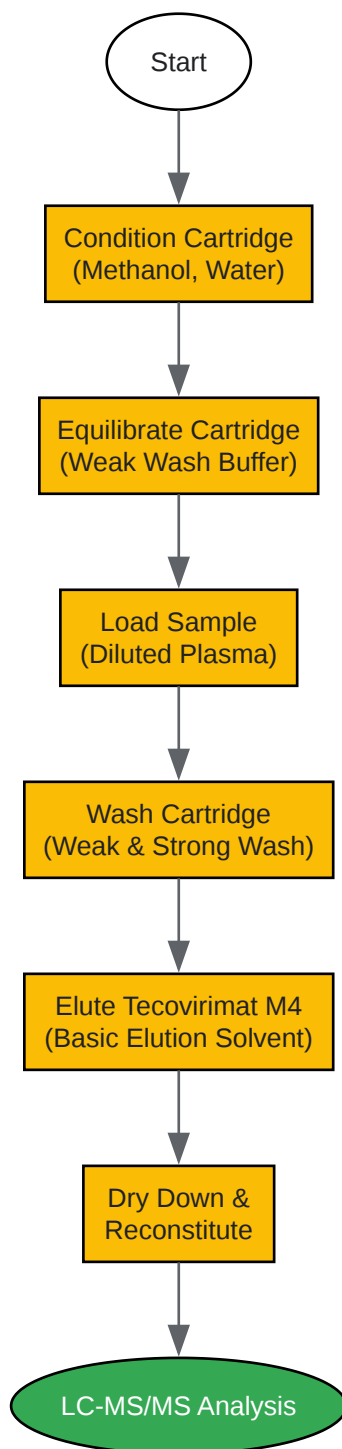 Start
Condition Cartridge
(Methanol, Water)
Equilibrate Cartridge
(Weak Wash Buffer)
Load Sample
(Diluted Plasma)
Wash Cartridge
(Weak & Strong Wash)
Elute Tecovirimat M4
(Basic Elution Solvent)
Dry Down &
Reconstitute
LC-MS/MS Analysis